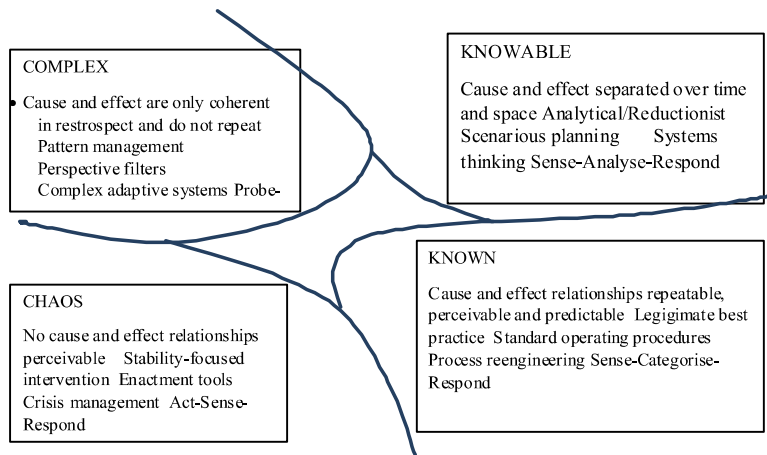 COMPLEX
• Cause and effect are only coherent
in restrospect and do not repeat
Pattern management
Perspective filters
Complex adaptive systems Probe-
KNOWABLE
Cause and effect separated over time
and space Analytical/Reductionist
Scenarious planning Systems
thinking Sense-Analyse-Respond
CHAOS
No cause and effect relationships
perceivable Stability-focused
intervention Enactment tools
Crisis management Act-Sense-
Respond
KNOWN
Cause and effect relationships repeatable,
perceivable and predictable Legigimate best
practice Standard operating procedures
Process reengineering Sense-Categorise-
Respond